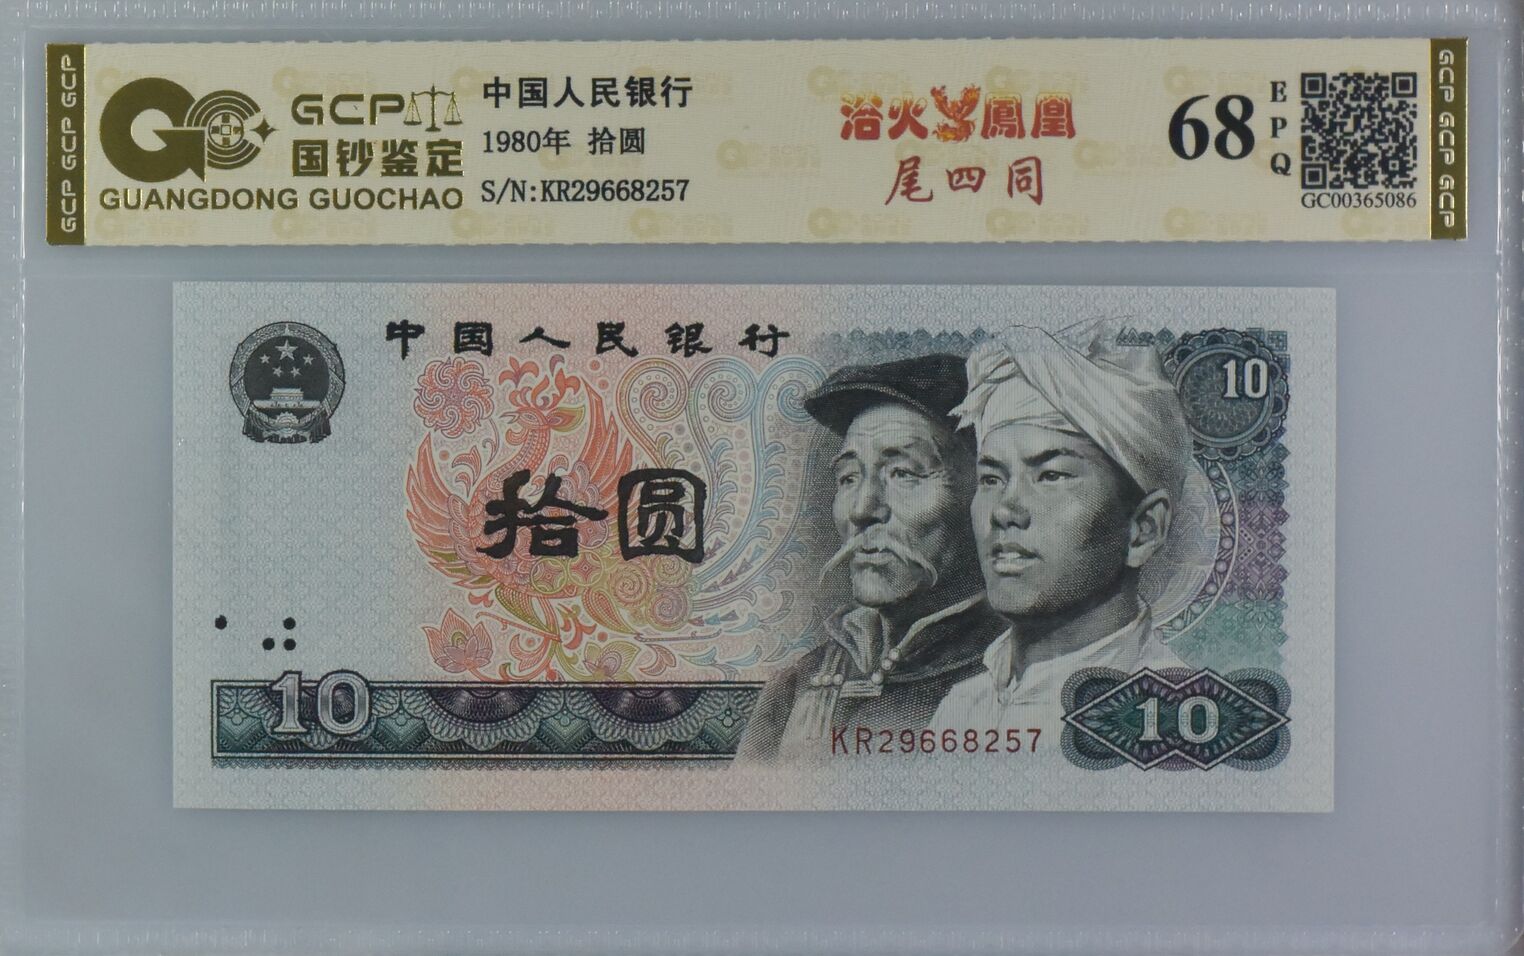 GCP GCP GCP
GCP
国钞鉴定
GUANGDONG GUOCHAO
中国人民银行
1980年 拾圆
S/N:KR29668257
浴火鳳凰
尾四同
68
EPQ
GC00365086
GCP GCP GCP
中国人民银行
10
拾圆
10
KR29668257
10